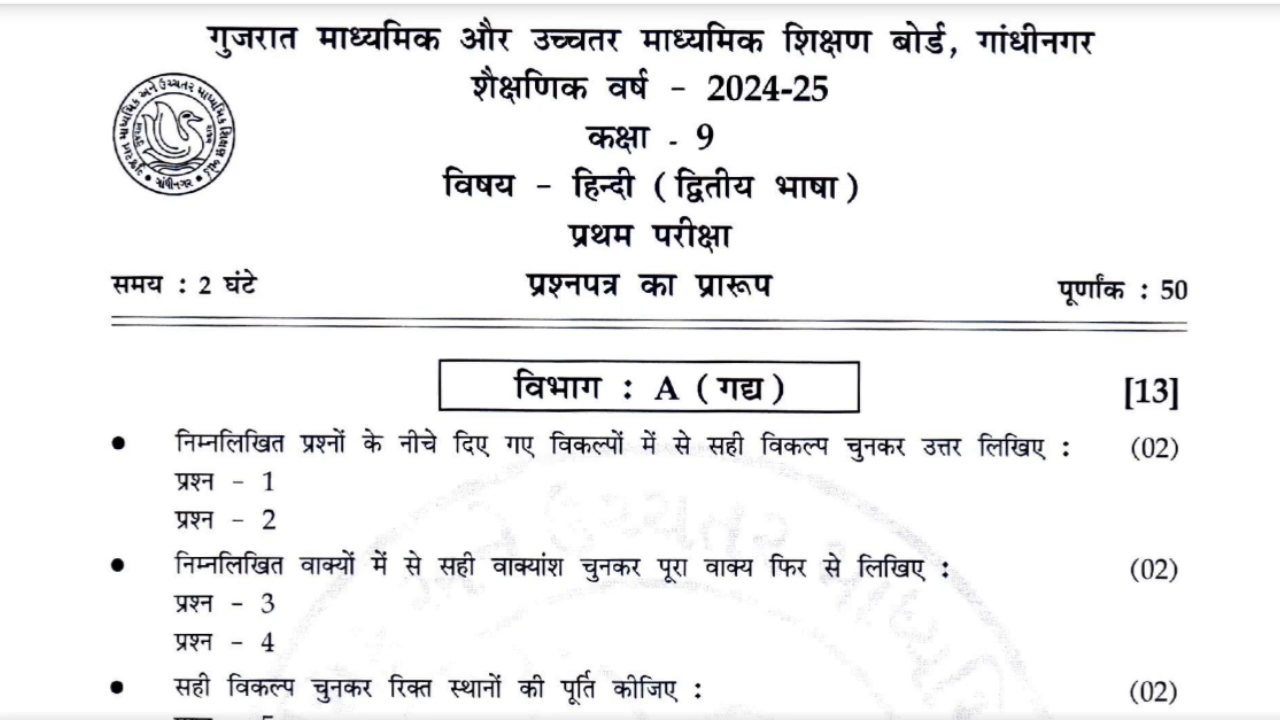 गुजरात माध्यमिक और उच्चतर माध्यमिक शिक्षण बोर्ड, गांधीनगर
शैक्षणिक वर्ष - 2024-25
कक्षा - 9
विषय - हिन्दी ( द्वितीय भाषा )
प्रथम परीक्षा
समय : 2 घंटे प्रश्नपत्र का प्रारूप पूर्णांक : 50
विभाग : A ( गद्य ) [13]
● निम्नलिखित प्रश्नों के नीचे दिए गए विकल्पों में से सही विकल्प चुनकर उत्तर लिखिए : (02)
प्रश्न - 1
प्रश्न - 2
● निम्नलिखित वाक्यों में से सही वाक्यांश चुनकर पूरा वाक्य फिर से लिखिए : (02)
प्रश्न - 3
प्रश्न - 4
● सही विकल्प चुनकर रिक्त स्थानों की पूर्ति कीजिए : (02)